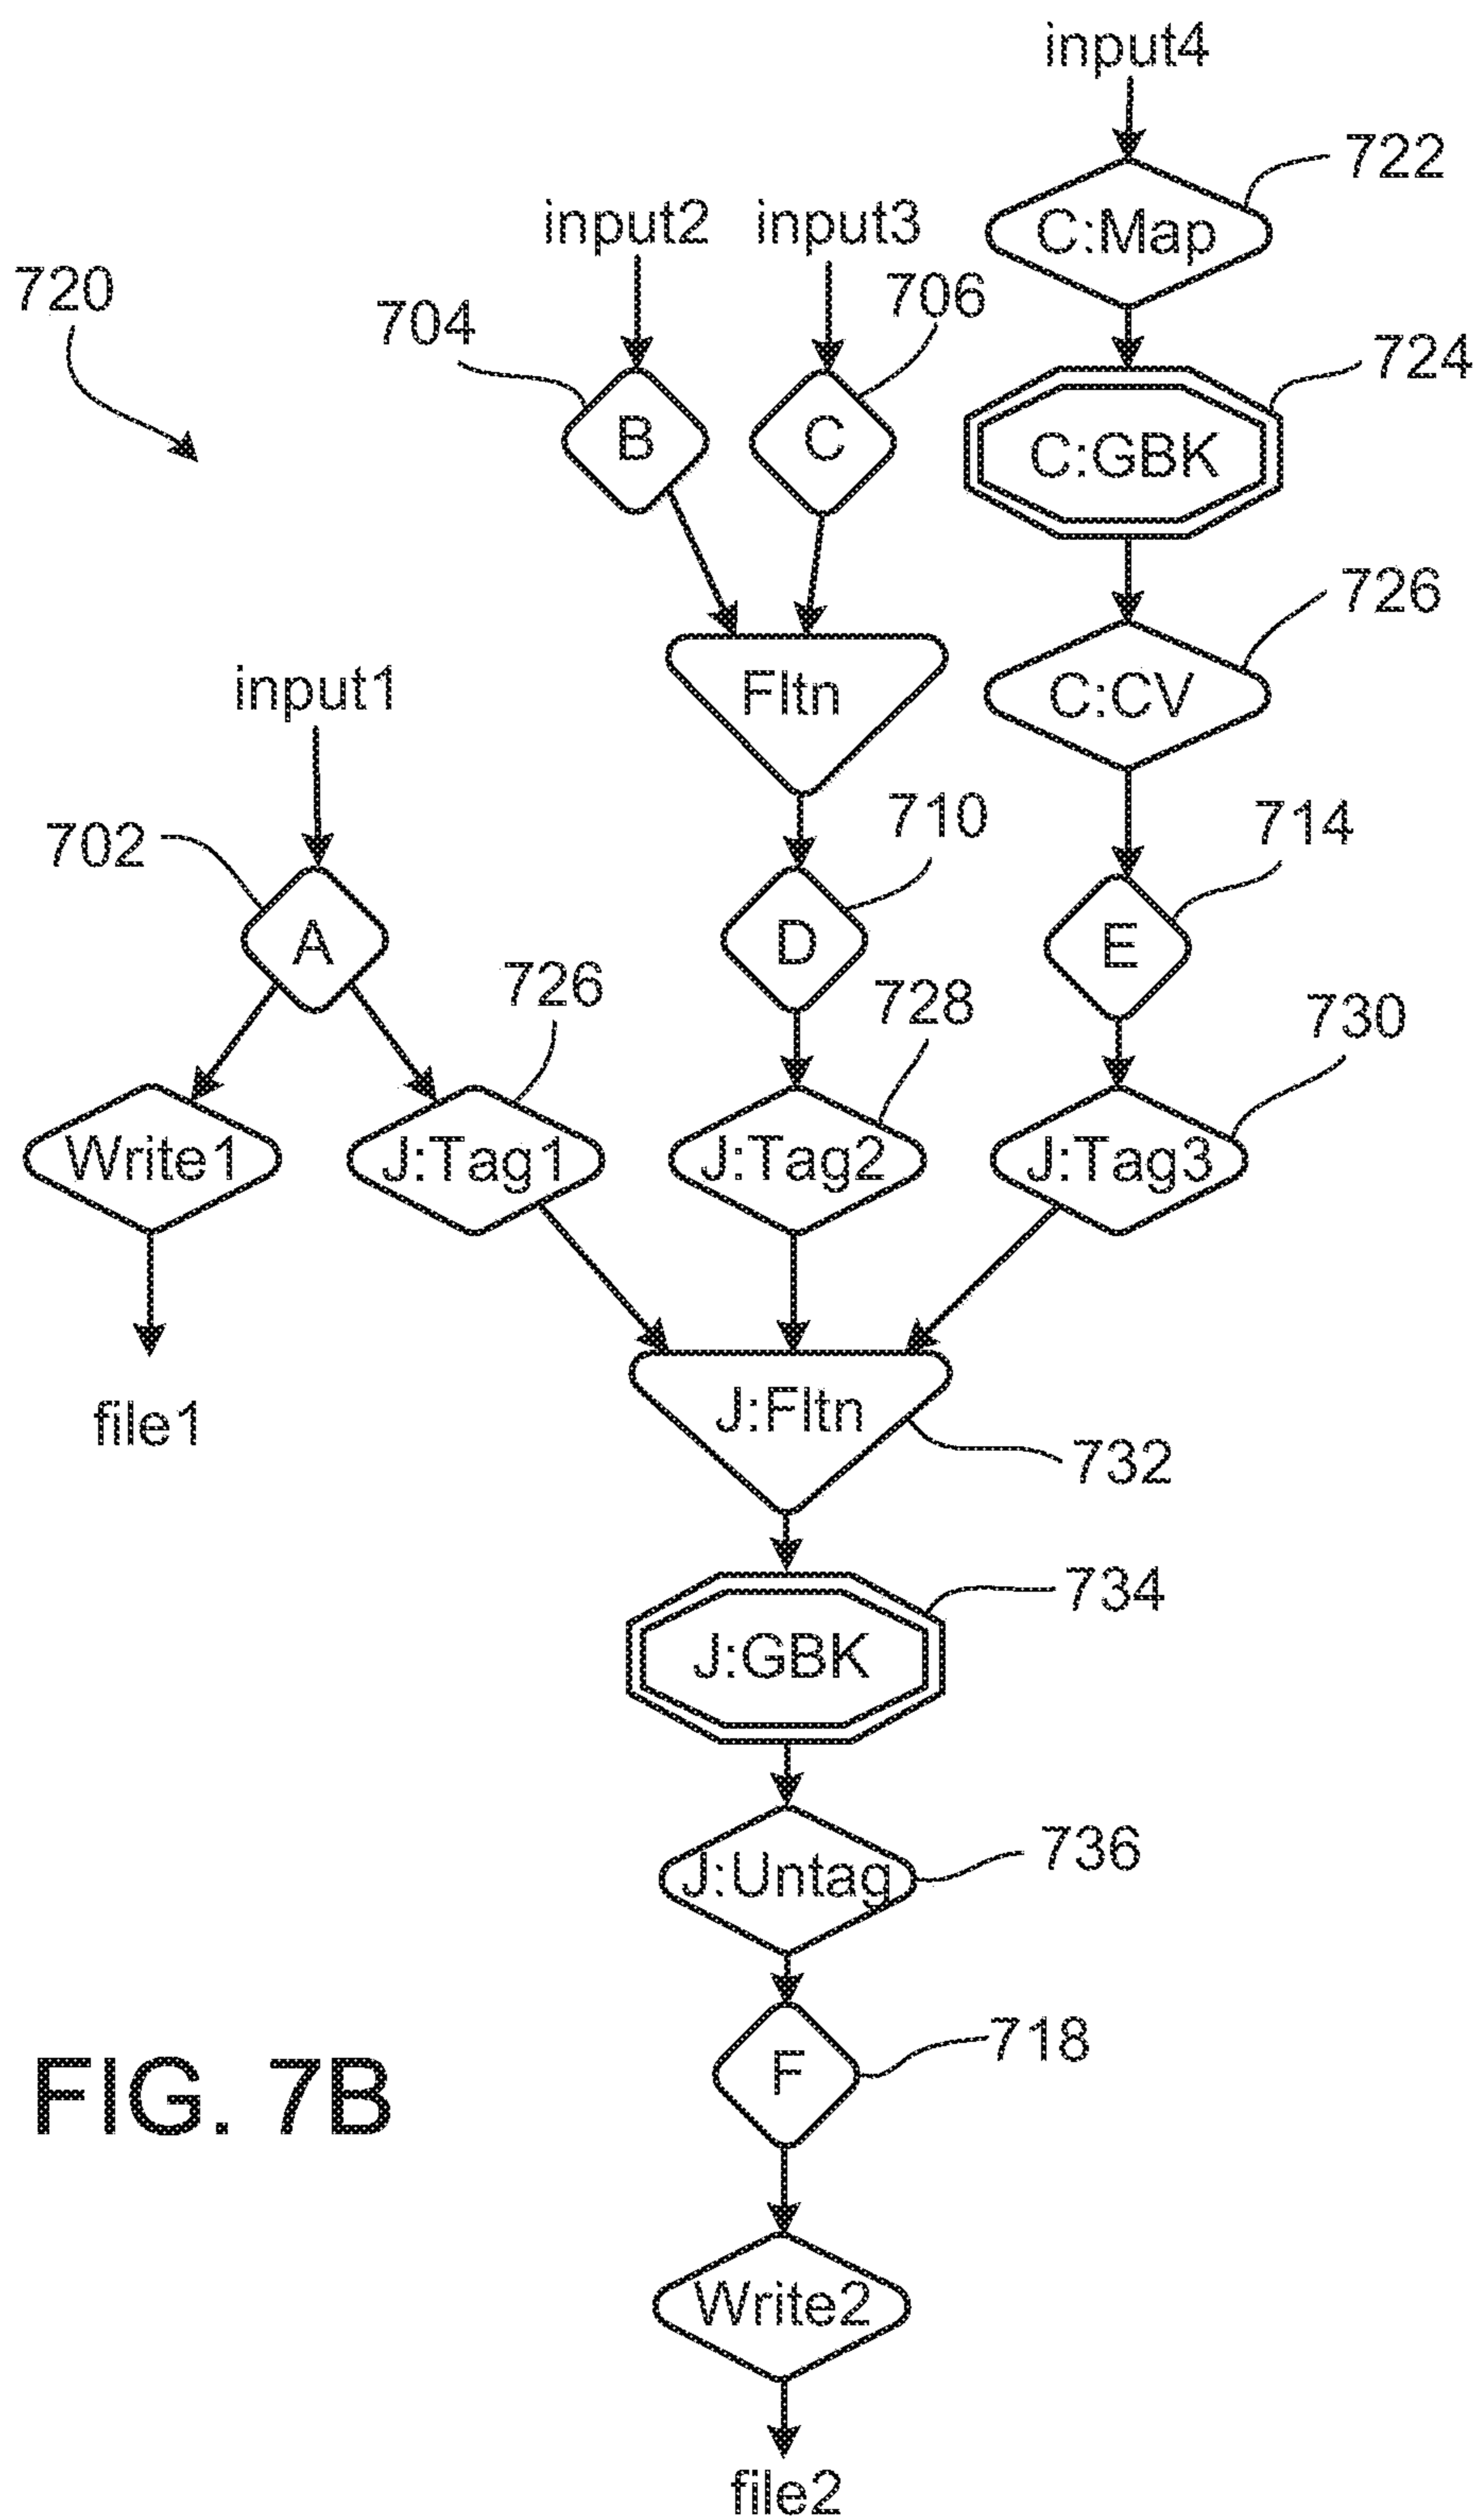 input4
722
C:Map
input2 input3
720
704
706
724
B
C
C:GBK
726
input1
Fltn
C:CV
702
710
714
A
D
E
726
728
730
Write1
J:Tag1
J:Tag2
J:Tag3
file1
J:Fltn
732
734
J:GBK
736
J:Untag
718
F
FIG. 7B
Write2
file2